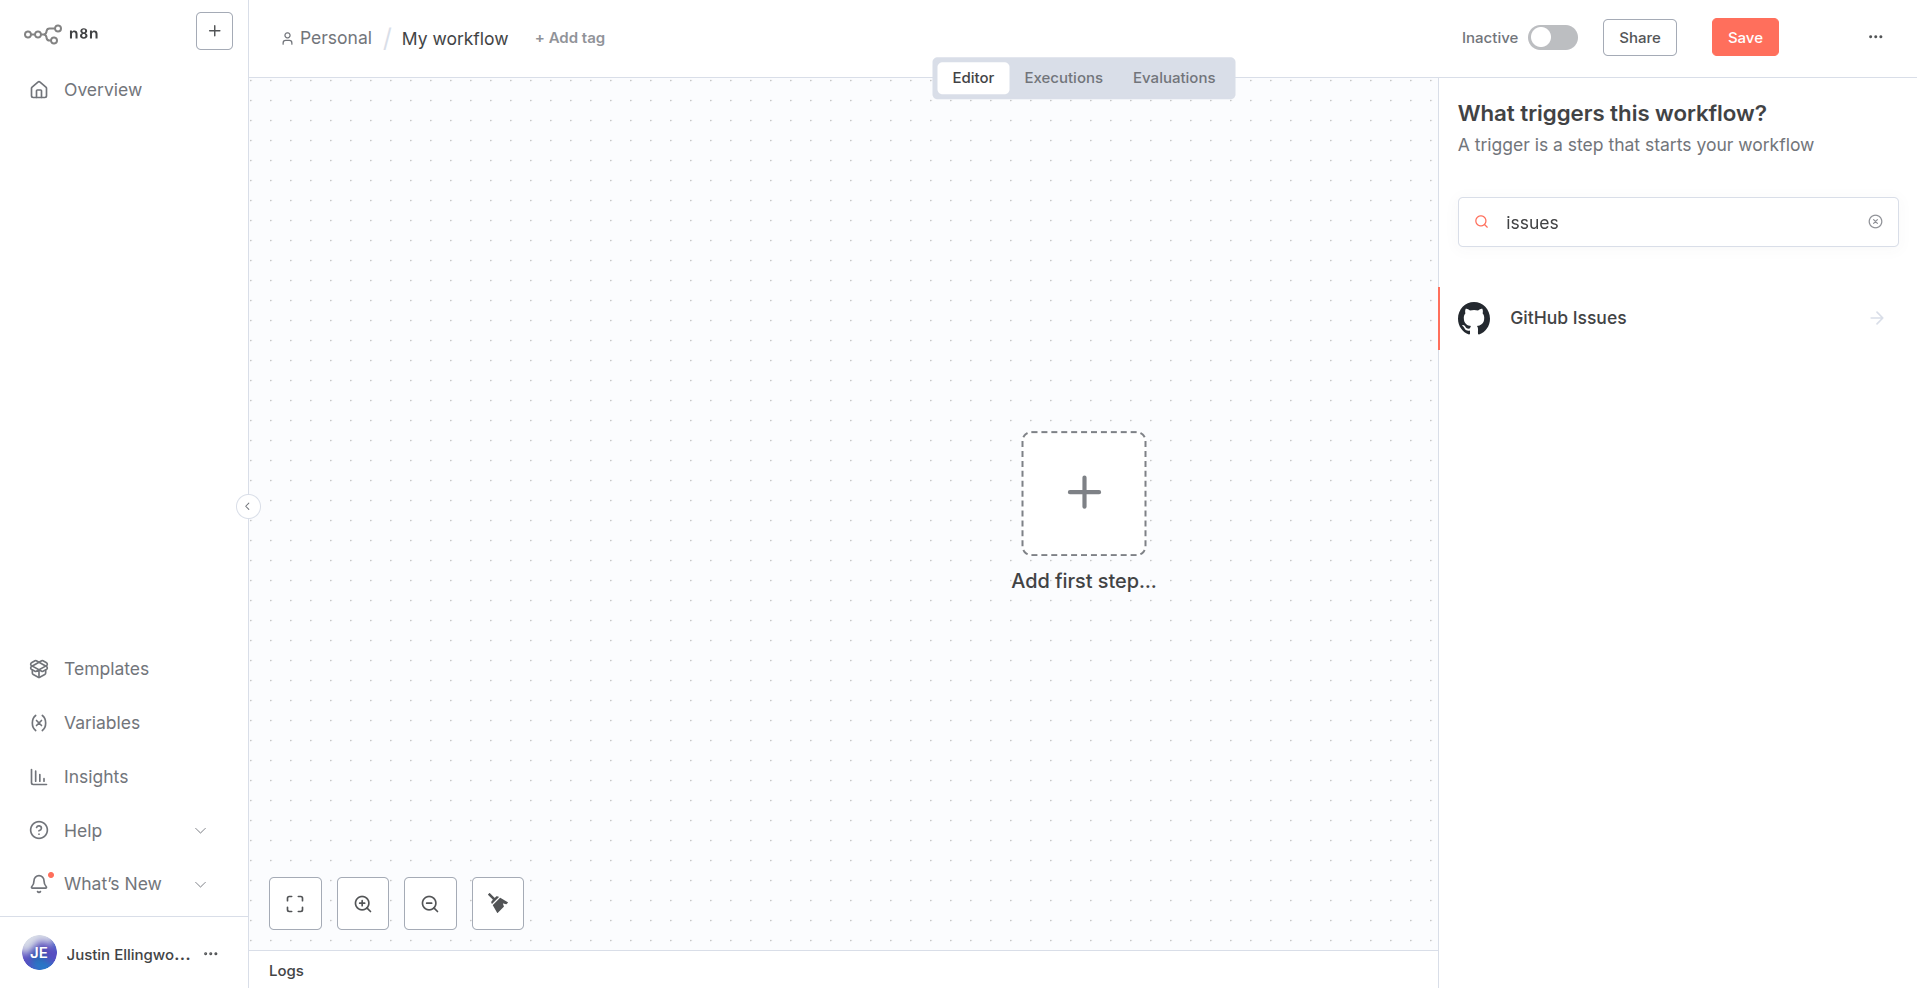 n8n
+
Overview
Personal / My workflow + Add tag
Inactive
Share
Save
Editor
Executions
Evaluations
What triggers this workflow?
A trigger is a step that starts your workflow
issues
GitHub Issues
Add first step...
Templates
Variables
Insights
Help
What's New
JE
Justin Ellingwo...
Logs